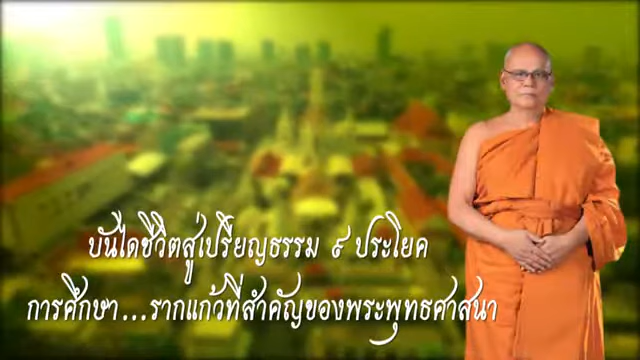 บันไดชีวิตสู่เปรียญธรรม ๙ ประโยค
การศึกษา...รากแก้วที่สำคัญของพระพุทธศาสนา